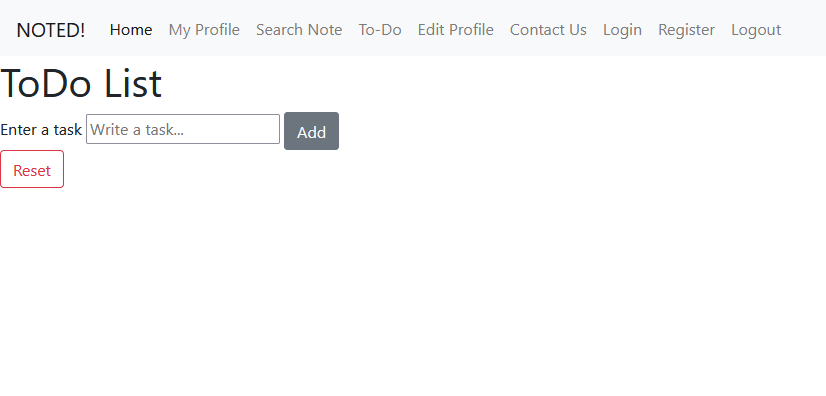 NOTED! Home My Profile Search Note To-Do Edit Profile Contact Us Login Register Logout
ToDo List
Enter a task Write a task... Add
Reset